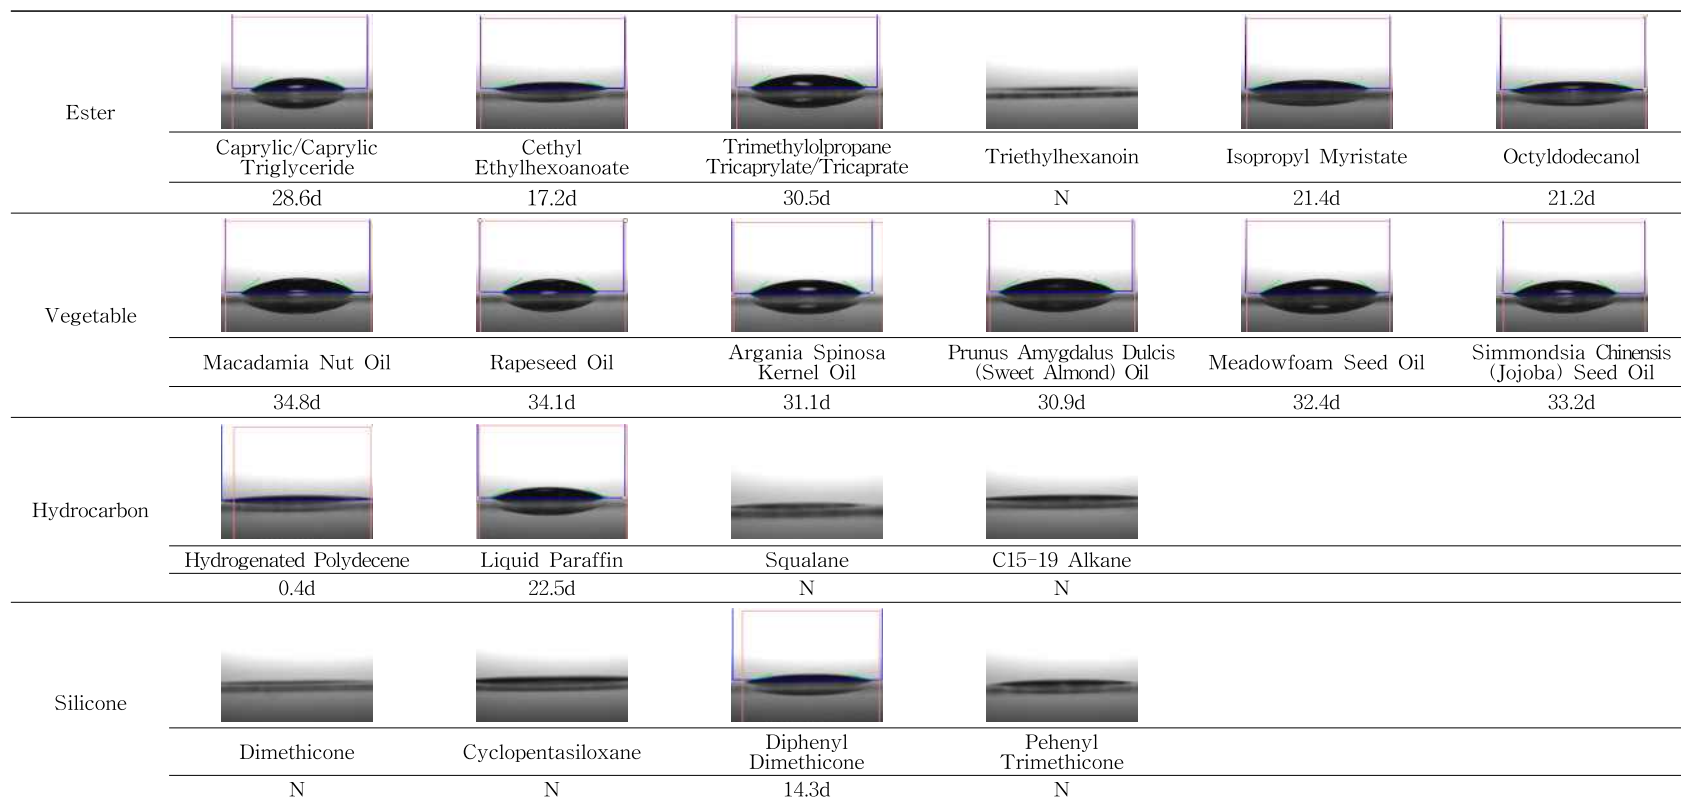 Ester
Caprylic/Caprylic
Triglyceride
Cethyl
Ethylhexoanoate
Trimethylolpropane
Tricaprylate/Tricaprate
Triethylhexanoin
Isopropyl Myristate
Octyldodecanol
28.6d
17.2d
30.5d
N
21.4d
21.2d
Vegetable
Macadamia Nut Oil
Rapeseed Oil
Argania Spinosa
Kernel Oil
Prunus Amygdalus Dulcis
(Sweet Almond) Oil
Meadowfoam Seed Oil
Simmondsia Chinensis
(Jojoba) Seed Oil
34.8d
34.1d
31.1d
30.9d
32.4d
33.2d
Hydrocarbon
Hydrogenated Polydecene
Liquid Paraffin
Squalane
C15-19 Alkane
0.4d
22.5d
N
N
Silicone
Dimethicone
Cyclopentasiloxane
Diphenyl
Dimethicone
Pehenyl
Trimethicone
N
N
14.3d
N